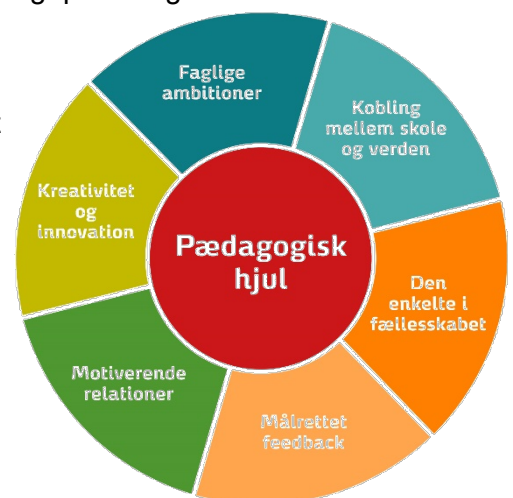 Faglige
ambitioner
Kobling
mellem skole
og verden
Kreativitet
og
innovation
Pædagogisk
hjul
Den
enkelte i
fællesskabet
Motiverende
relationer
Målrettet
feedback